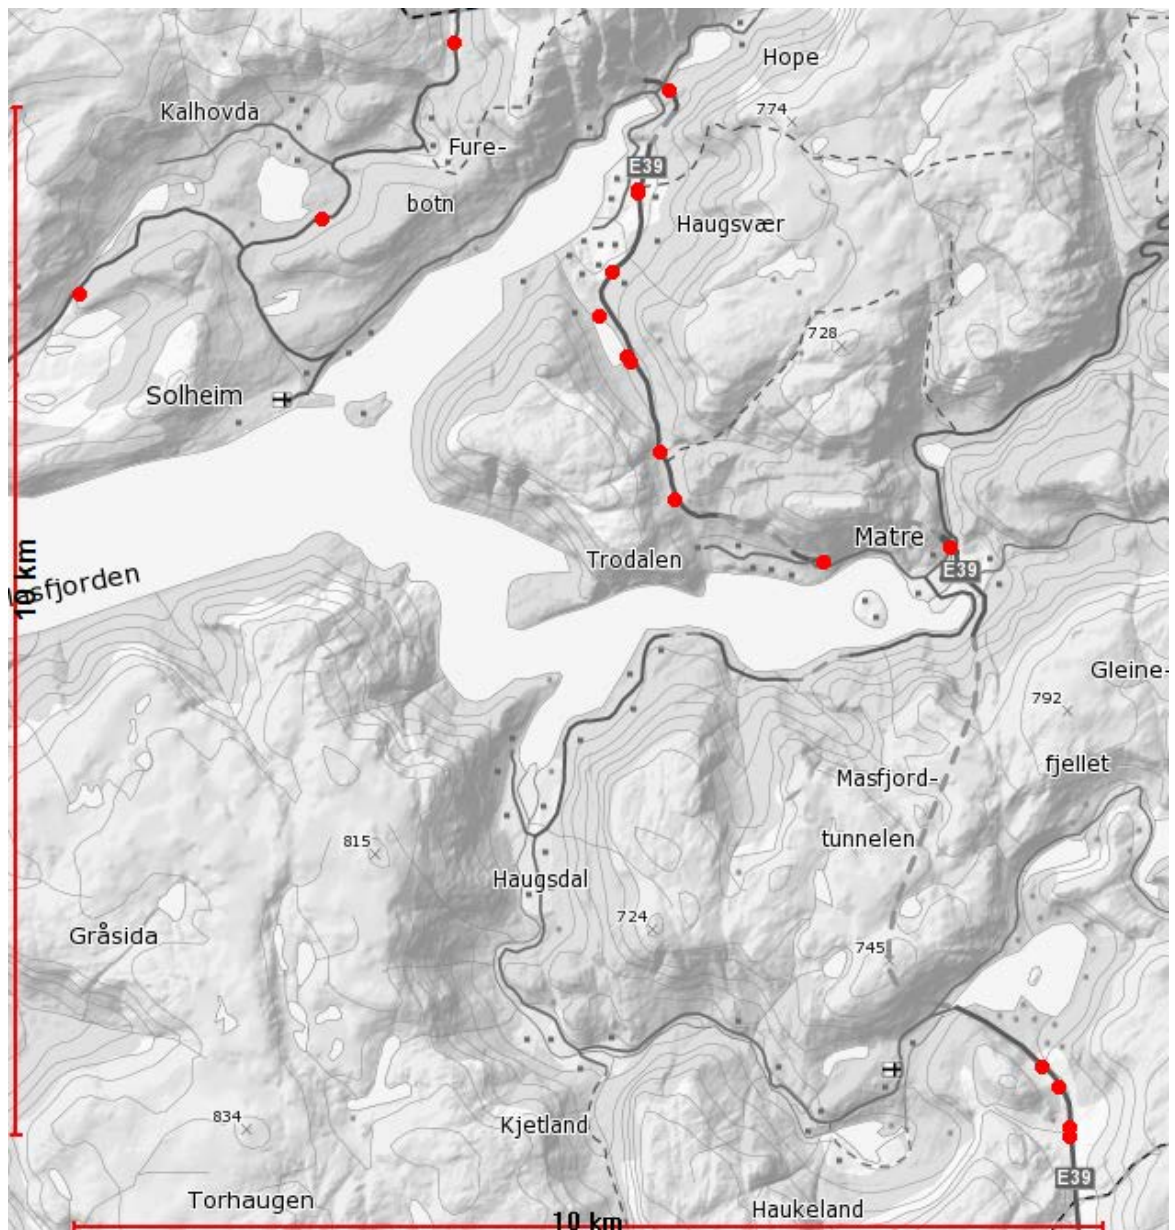 Hope
774
Kalhovda
Fure-
botn
E39
Haugsvær
728
Solheim
Matre
Trodalen
E39
10 km
asfjorden
Gleine-
fjellet
792
Masfjord-
tunnelen
815
Haugsdal
724
745
Gråsida
834
Kjetland
E39
Torhaugen
Haukeland
10 km